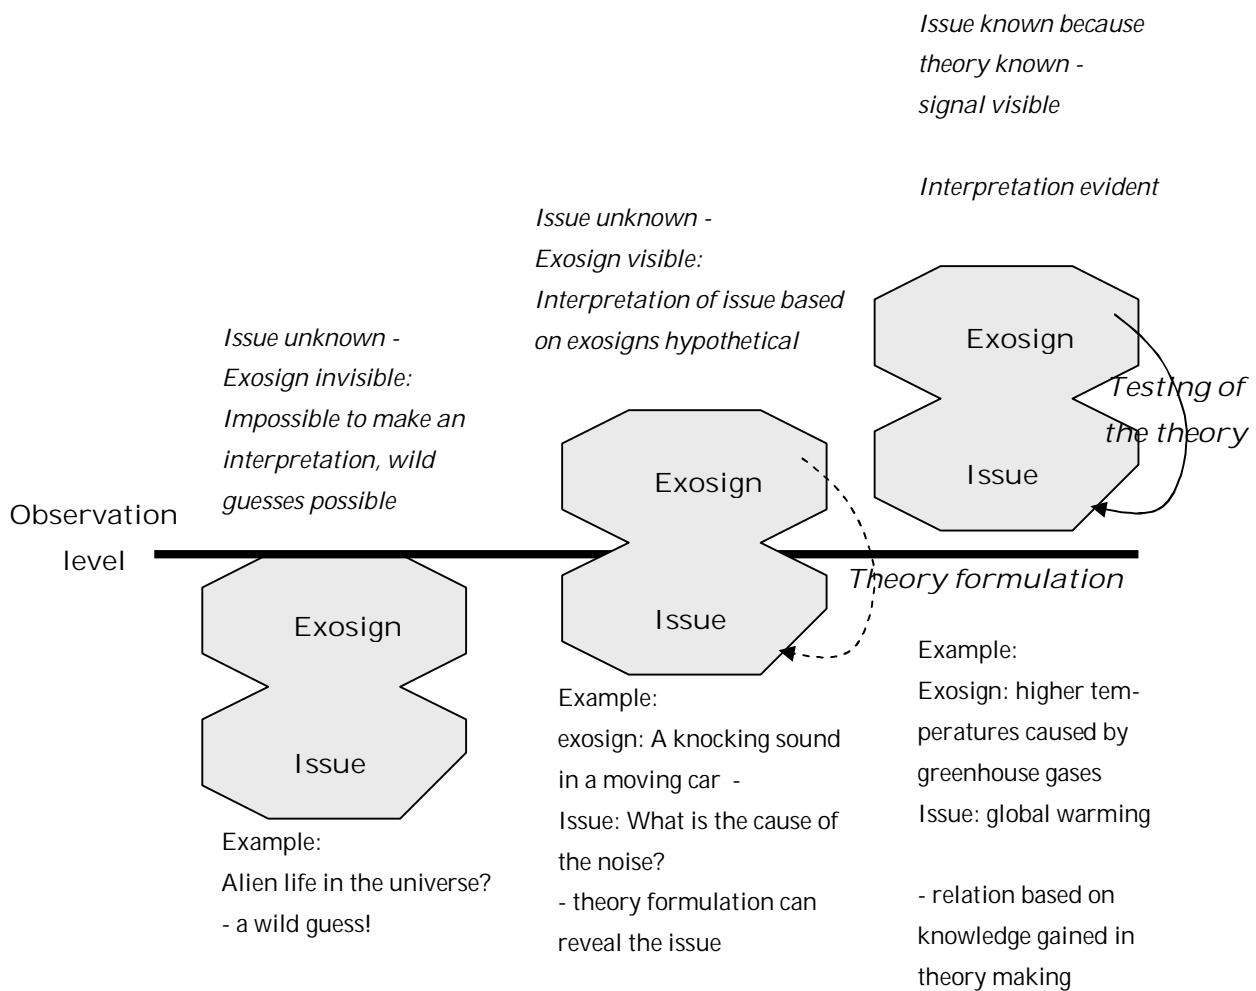 Issue known because
theory known -
signal visible
Interpretation evident
Issue unknown -
Exosign visible:
Interpretation of issue based
on exosigns hypothetical
Issue unknown -
Exosign invisible:
Impossible to make an
interpretation, wild
guesses possible
Exosign
Issue
Testing of
the theory
Exosign
Issue
Observation
level
Theory formulation
Exosign
Issue
Example:
Alien life in the universe?
- a wild guess!
Example:
exosign: A knocking sound
in a moving car -
Issue: What is the cause of
the noise?
- theory formulation can
reveal the issue
Example:
Exosign: higher tem-
peratures caused by
greenhouse gases
Issue: global warming
- relation based on
knowledge gained in
theory making